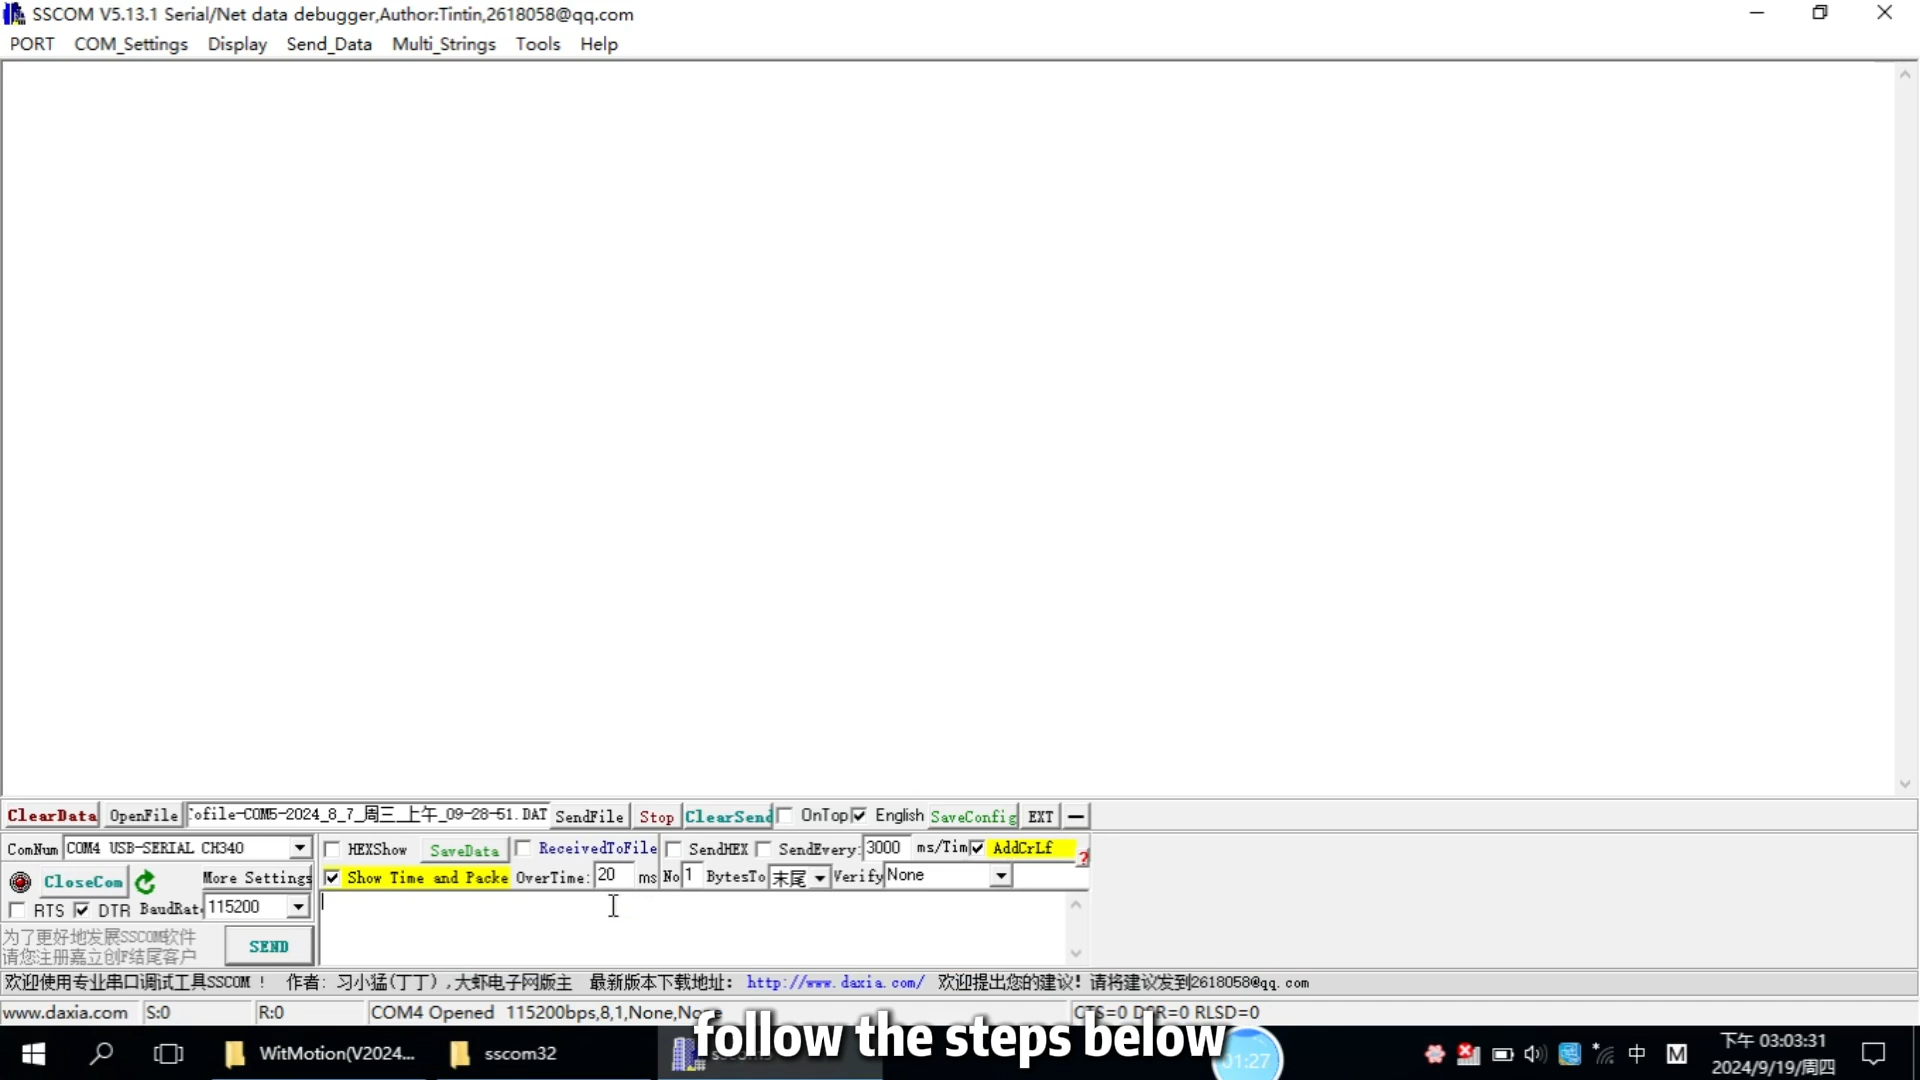 SSCOM V5.13.1 Serial/Net data debugger,Author:Tintin,2618058@qq.com
PORT COM_Settings Display Send_Data Multi_Strings Tools Help
ClearData OpenFile ofile-COM5-2024_8_7_周三_上午_09-28-51.DAT SendFile Stop ClearSend OnTop English SaveConfig EXT
ComNum COM4 USB-SERIAL CH340 HEXShow SaveData ReceivedToFile SendHEX SendEvery: 3000 ms/Tim AddCrLf ?
CloseCom More Settings Show Time and Packe OverTime: 20 ms No 1 BytesTo 末尾 Verify None
RTS DTR BaudRat 115200
为了更好地发展SSCOM软件
请您注册嘉立创F结尾客户
SEND
欢迎使用专业串口调试工具SSCOM ! 作者: 习小猛(丁丁),大虾电子网版主 最新版本下载地址: http://www.daxia.com/ 欢迎提出您的建议! 请将建议发到2618058@qq.com
www.daxia.com S:0 R:0 COM4 Opened 115200bps,8,1,None,None CTS=0 DSR=0 RLSD=0
follow the steps below
WitMotion(V2024... sscom32 01:27 中 M 下午 03:03:31
2024/9/19/周四